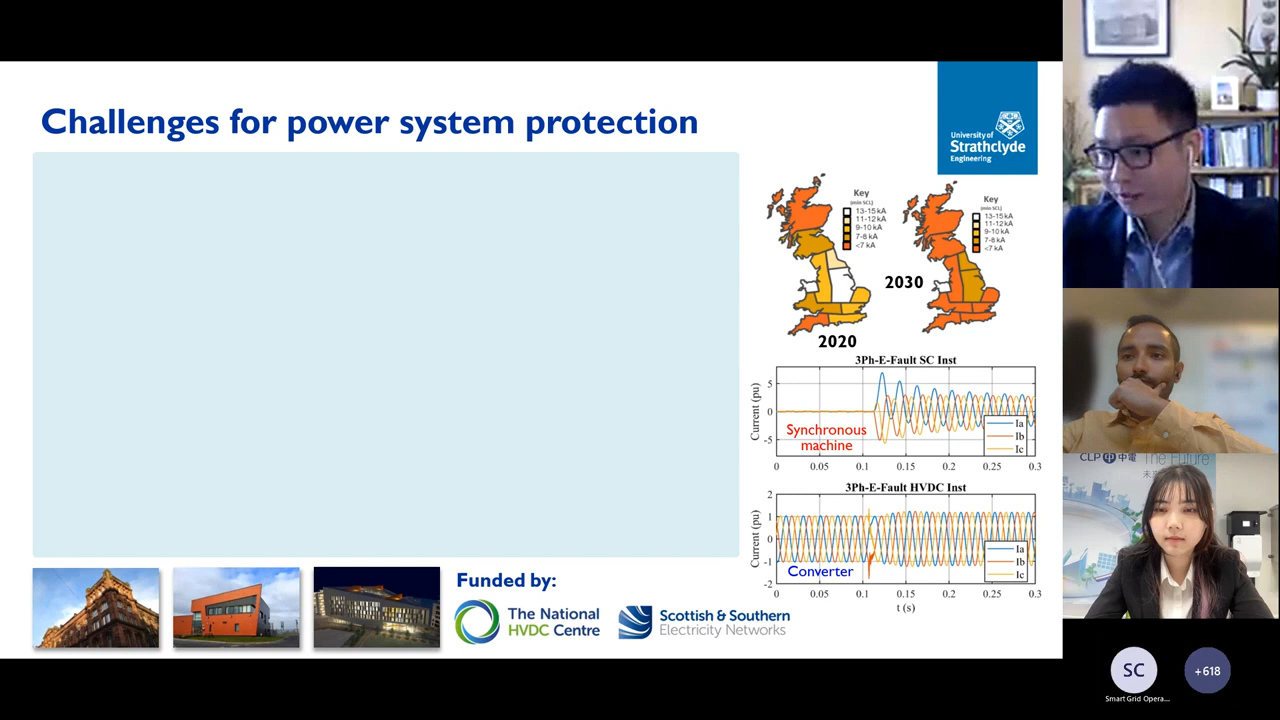 Challenges for power system protection
University of
Strathclyde
Engineering
Key
(min SCL)
13-15 kA
11-12 kA
9-10 kA
7-8 kA
<7 kA
Key
(min SCL)
13-15 kA
11-12 kA
9-10 kA
7-8 kA
<7 kA
2030
2020
3Ph-E-Fault SC Inst
Current (pu)
5
0
-5
Synchronous
machine
Ia
Ib
Ic
0 0.05 0.1 0.15 0.2 0.25 0.3
3Ph-E-Fault HVDC Inst
Current (pu)
2
1
0
-1
-2
Converter
Ia
Ib
Ic
0 0.05 0.1 0.15 0.2 0.25 0.3
t (s)
Funded by:
The National
HVDC Centre
Scottish & Southern
Electricity Networks
CLP 中電 The Future
SC
+618
Smart Grid Opera...